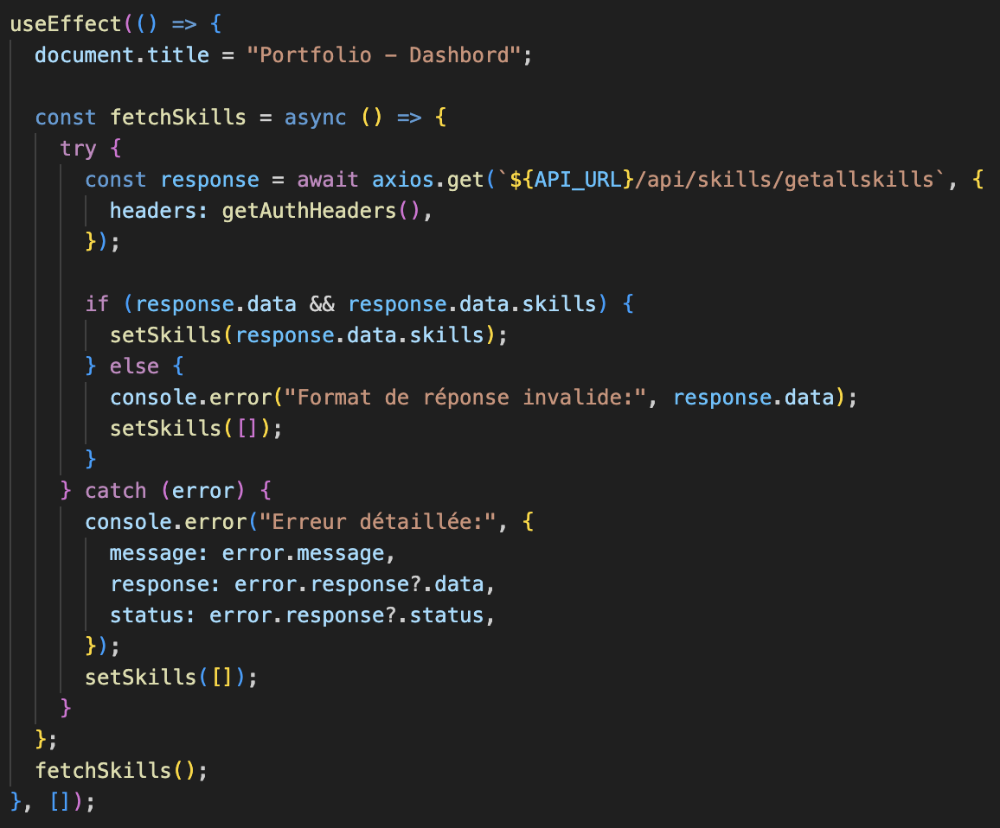 useEffect(() => {
  document.title = "Portfolio – Dashbord";

  const fetchSkills = async () => {
    try {
      const response = await axios.get(`${API_URL}/api/skills/getallskills`, {
        headers: getAuthHeaders(),
      });

      if (response.data && response.data.skills) {
        setSkills(response.data.skills);
      } else {
        console.error("Format de réponse invalide:", response.data);
        setSkills([]);
      }
    } catch (error) {
      console.error("Erreur détaillée:", {
        message: error.message,
        response: error.response?.data,
        status: error.response?.status,
      });
      setSkills([]);
    }
  };
  fetchSkills();
}, []);